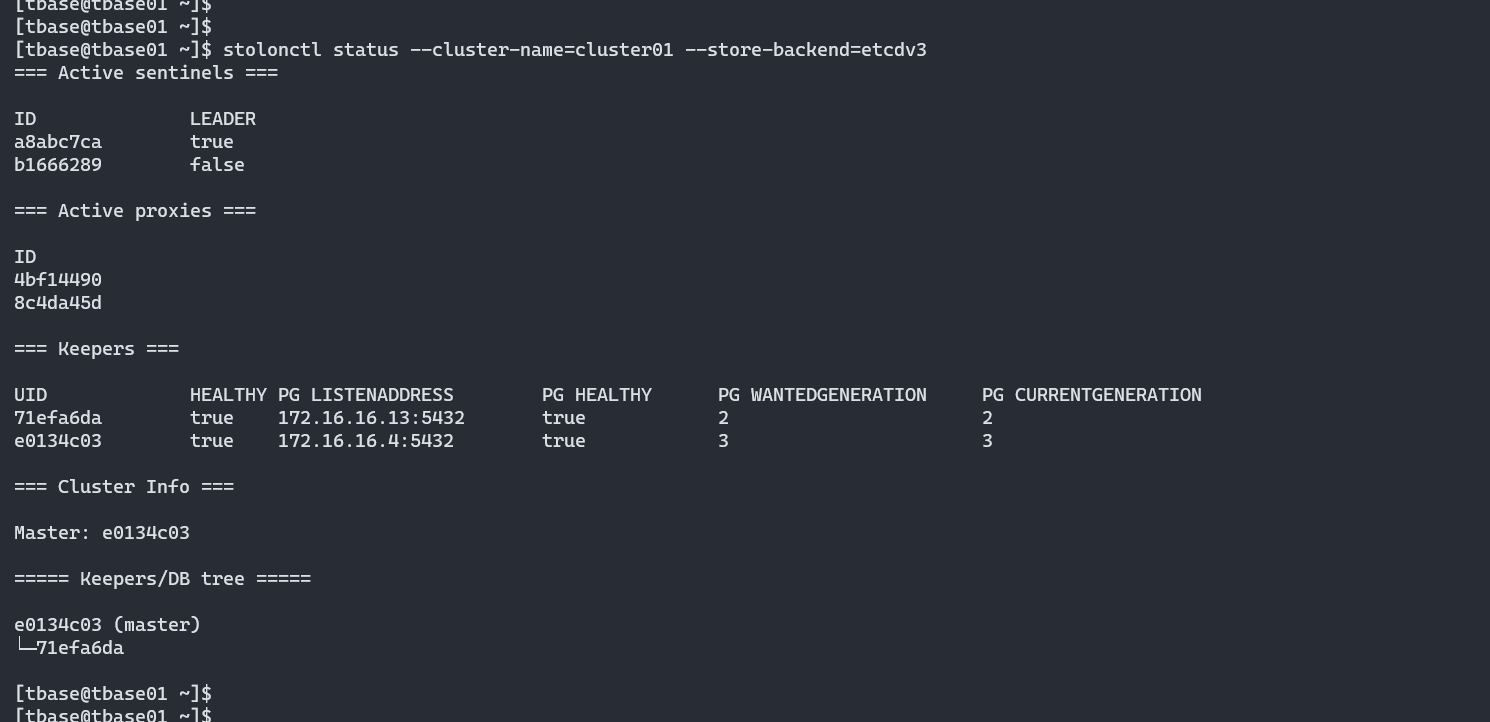 [tbase@tbase01 ~]$
[tbase@tbase01 ~]$
[tbase@tbase01 ~]$ stolonctl status --cluster-name=cluster01 --store-backend=etcdv3
=== Active sentinels ===
ID LEADER
a8abc7ca true
b1666289 false
=== Active proxies ===
ID
4bf14490
8c4da45d
=== Keepers ===
UID HEALTHY PG LISTENADDRESS PG HEALTHY PG WANTEDGENERATION PG CURRENTGENERATION
71efa6da true 172.16.16.13:5432 true 2 2
e0134c03 true 172.16.16.4:5432 true 3 3
=== Cluster Info ===
Master: e0134c03
===== Keepers/DB tree =====
e0134c03 (master)
└─71efa6da
[tbase@tbase01 ~]$
[tbase@tbase01 ~]$